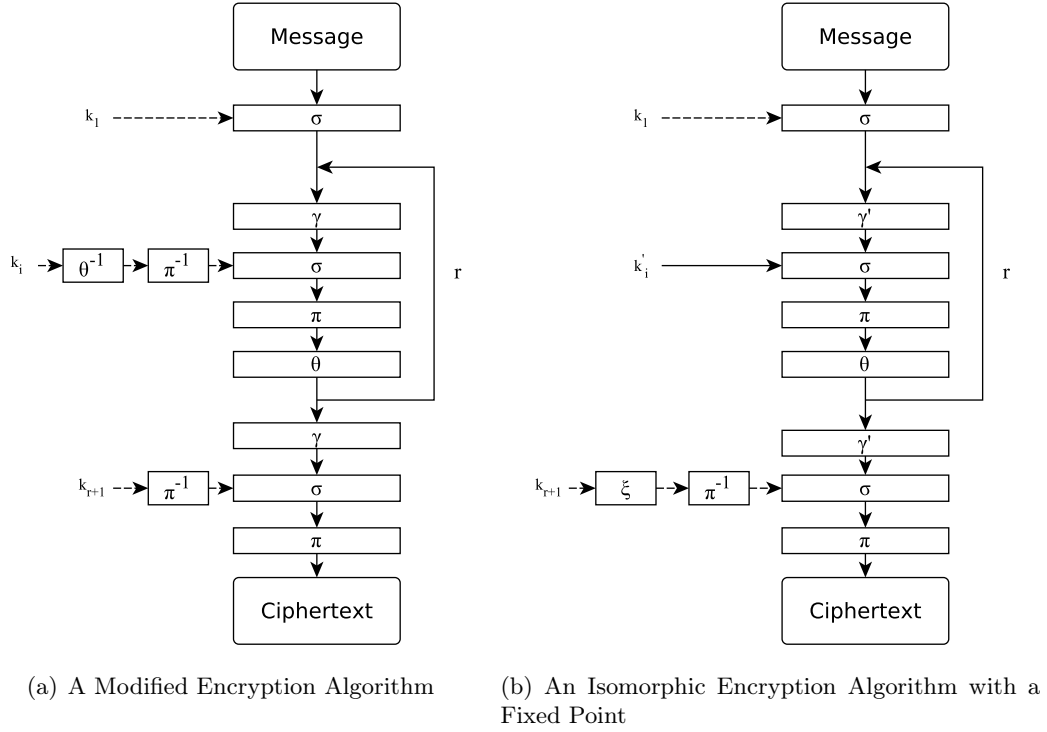 Message
k1
σ
γ
ki
θ-1
π-1
σ
π
θ
r
γ
kr+1
π-1
σ
π
Ciphertext
(a) A Modified Encryption Algorithm
Message
k1
σ
γ'
k'i
σ
π
θ
r
γ'
kr+1
ξ
π-1
σ
π
Ciphertext
(b) An Isomorphic Encryption Algorithm with a
Fixed Point